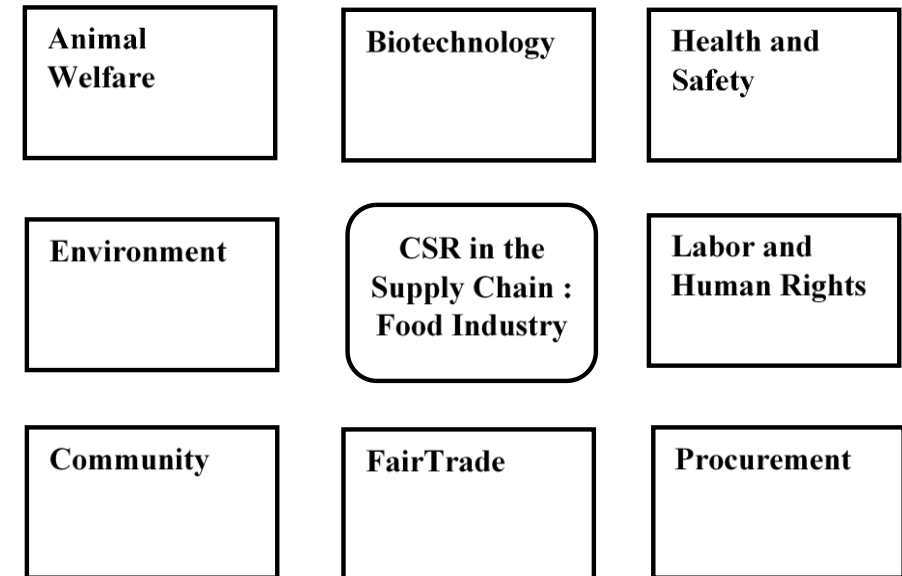 Animal
Welfare
Biotechnology
Health and
Safety
Environment
CSR in the
Supply Chain :
Food Industry
Labor and
Human Rights
Community
FairTrade
Procurement